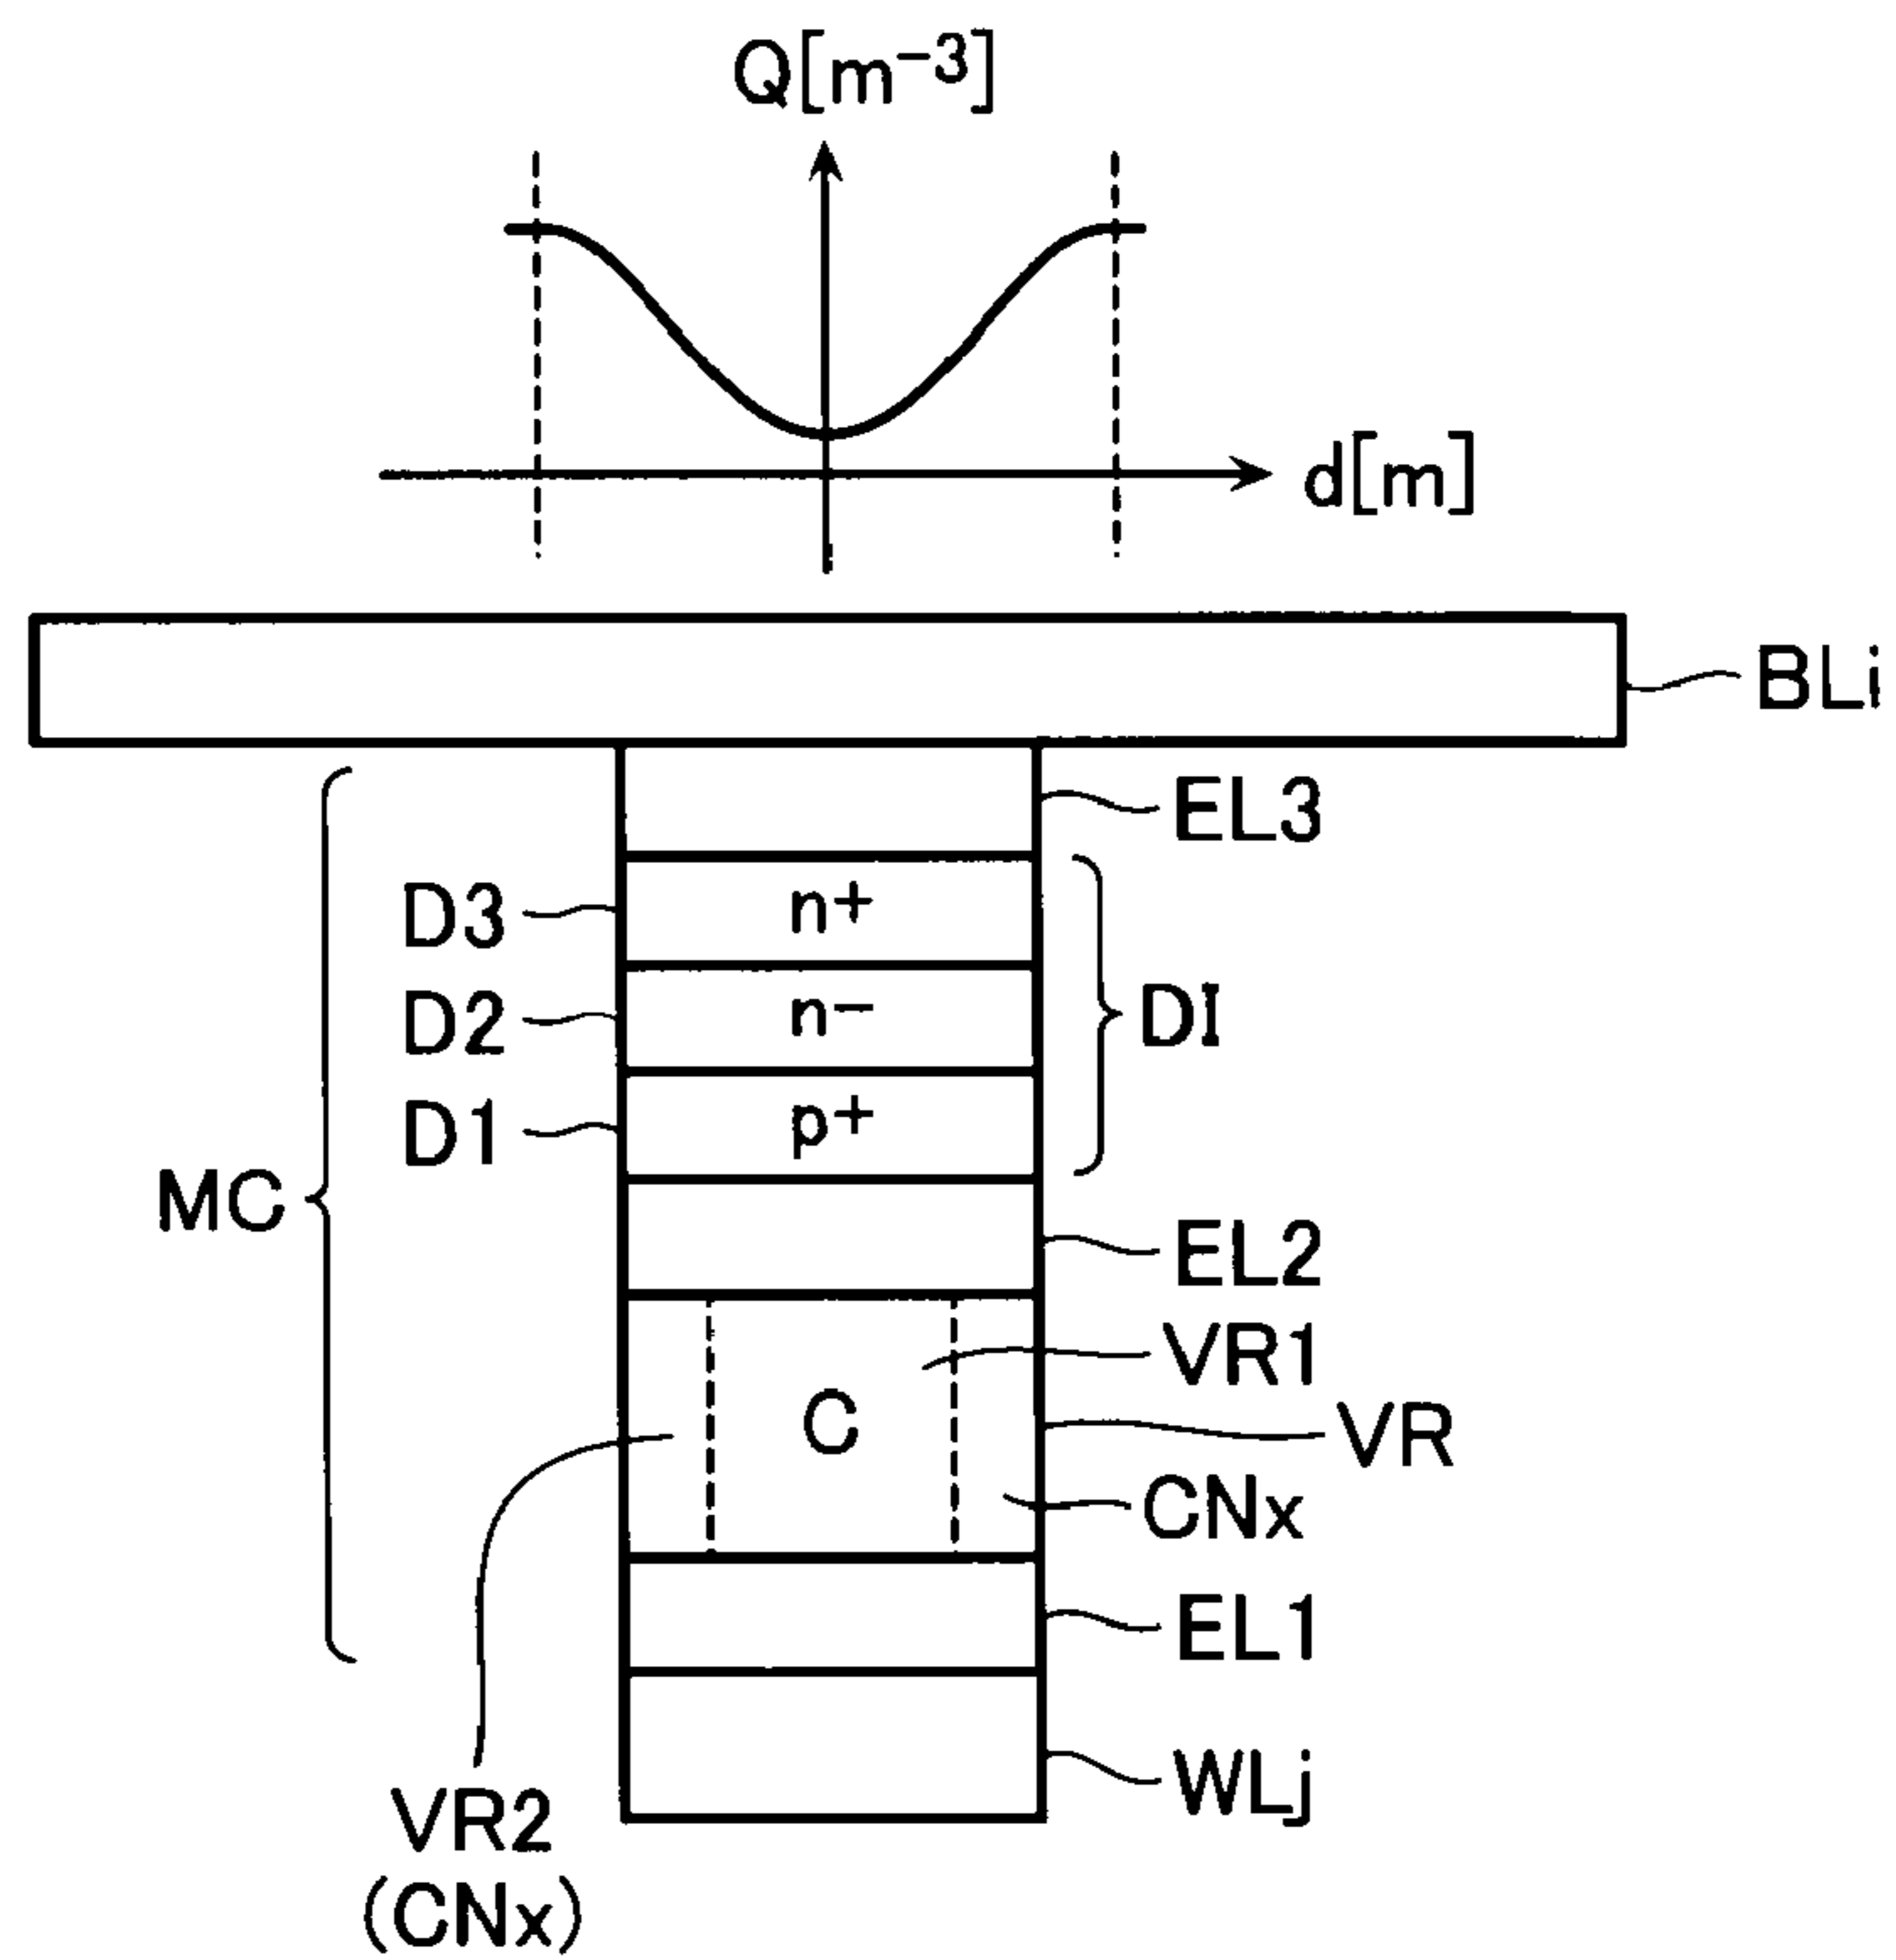 Q[m⁻³]
d[m]
BLi
EL3
D3
n+
D2
n−
DI
D1
p+
MC
EL2
VR1
C
VR
CNx
EL1
WLj
VR2
(CNx)